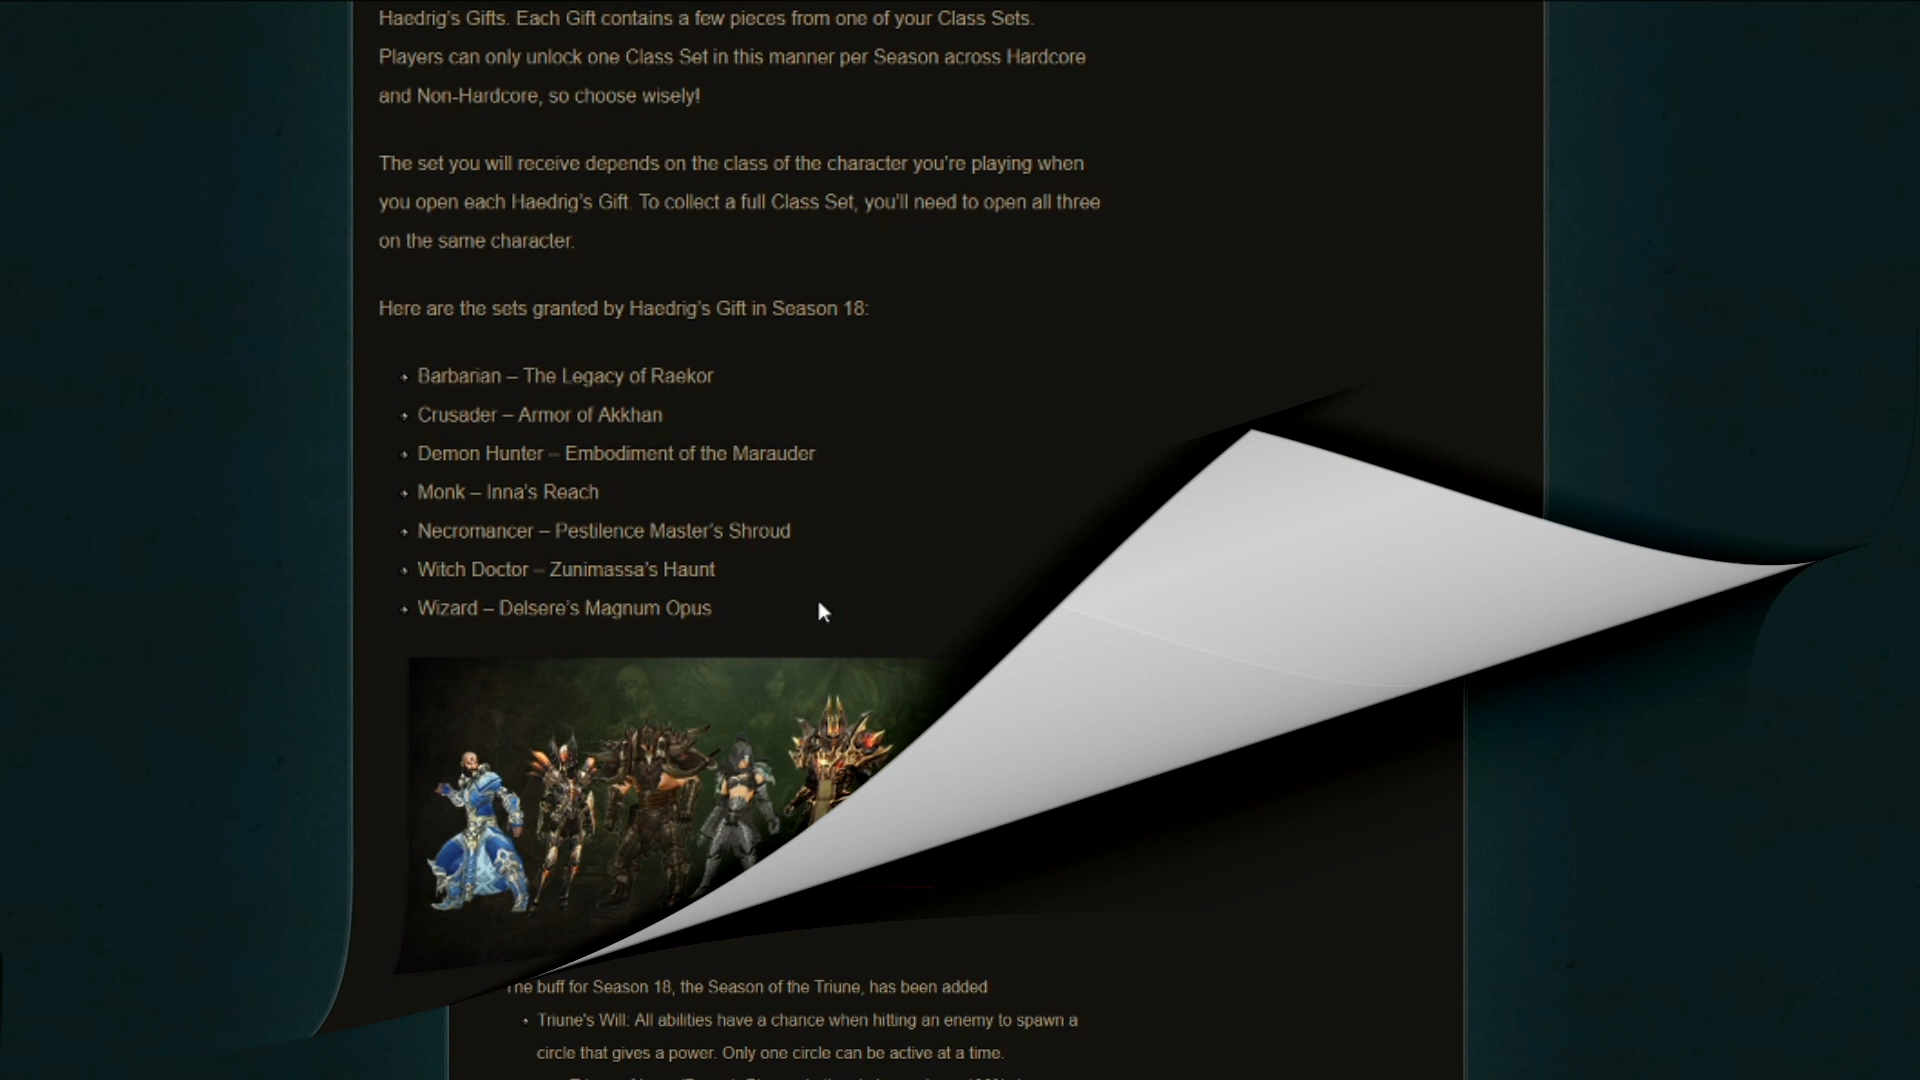 Haedrig's Gifts. Each Gift contains a few pieces from one of your Class Sets.
Players can only unlock one Class Set in this manner per Season across Hardcore
and Non-Hardcore, so choose wisely!
The set you will receive depends on the class of the character you're playing when
you open each Haedrig's Gift. To collect a full Class Set, you'll need to open all three
on the same character.
Here are the sets granted by Haedrig's Gift in Season 18:
Barbarian – The Legacy of Raekor
Crusader – Armor of Akkhan
Demon Hunter – Embodiment of the Marauder
Monk – Inna's Reach
Necromancer – Pestilence Master's Shroud
Witch Doctor – Zunimassa's Haunt
Wizard – Delsere's Magnum Opus
The buff for Season 18, the Season of the Triune, has been added
Triune's Will: All abilities have a chance when hitting an enemy to spawn a
circle that gives a power. Only one circle can be active at a time.